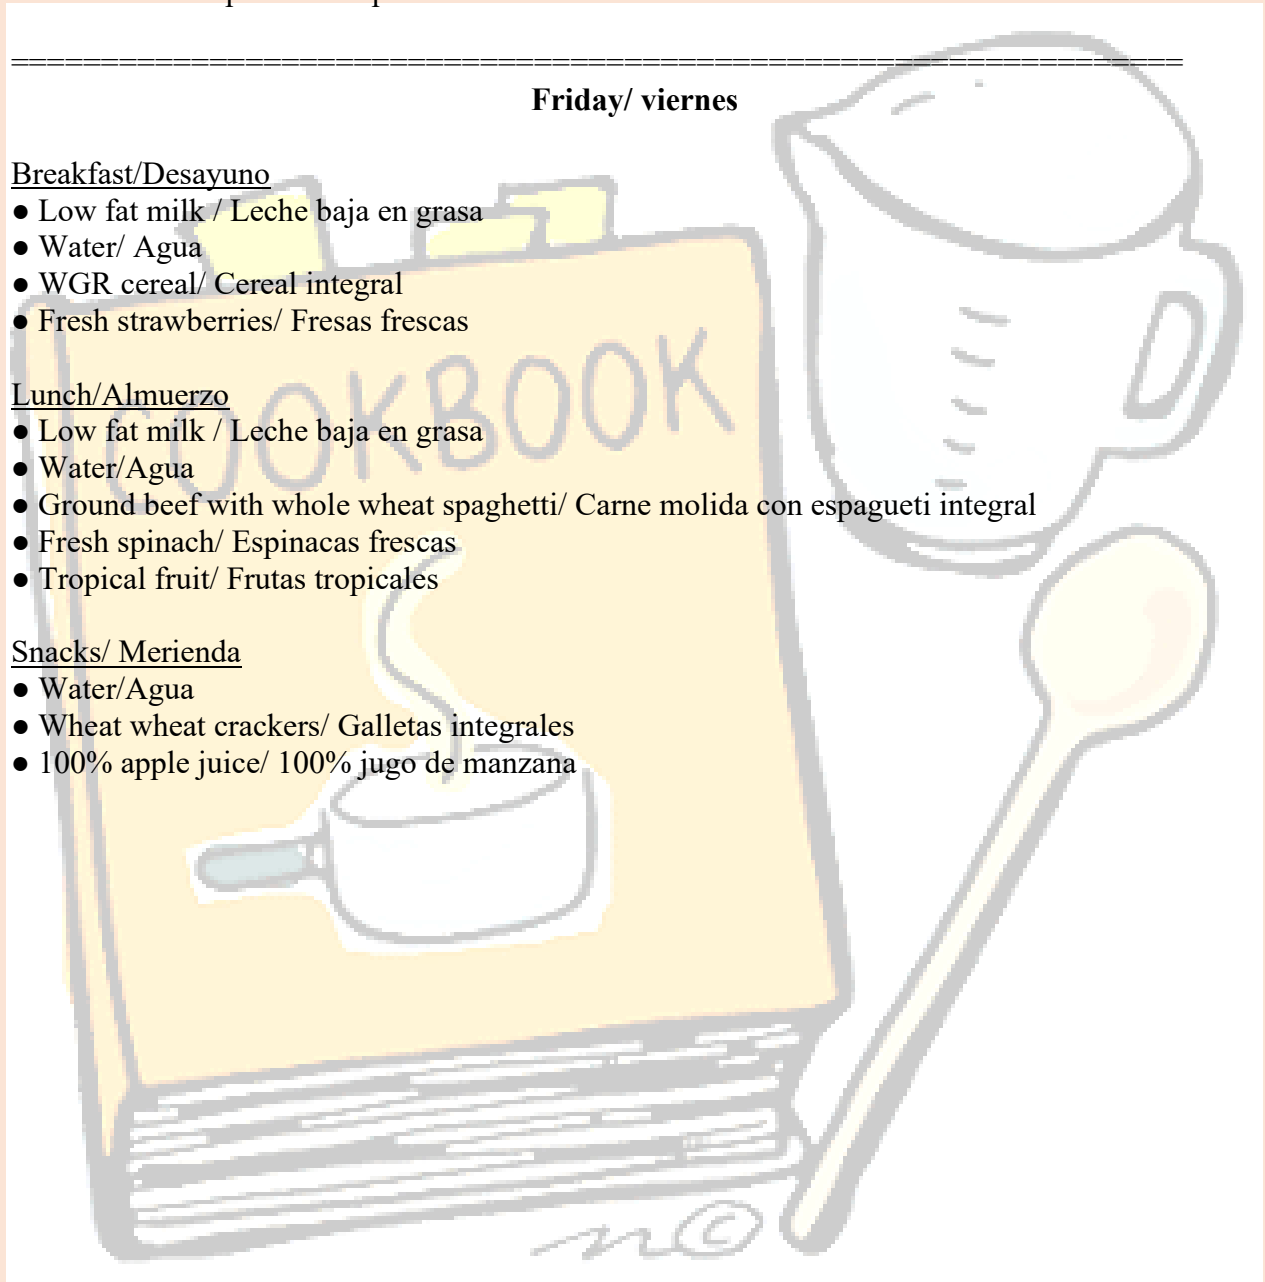 ==================================================================
Friday/ viernes
Breakfast/Desayuno
● Low fat milk / Leche baja en grasa
● Water/ Agua
● WGR cereal/ Cereal integral
● Fresh strawberries/ Fresas frescas
COOKBOOK
Lunch/Almuerzo
● Low fat milk / Leche baja en grasa
● Water/Agua
● Ground beef with whole wheat spaghetti/ Carne molida con espagueti integral
● Fresh spinach/ Espinacas frescas
● Tropical fruit/ Frutas tropicales
Snacks/ Merienda
● Water/Agua
● Wheat wheat crackers/ Galletas integrales
● 100% apple juice/ 100% jugo de manzana
©